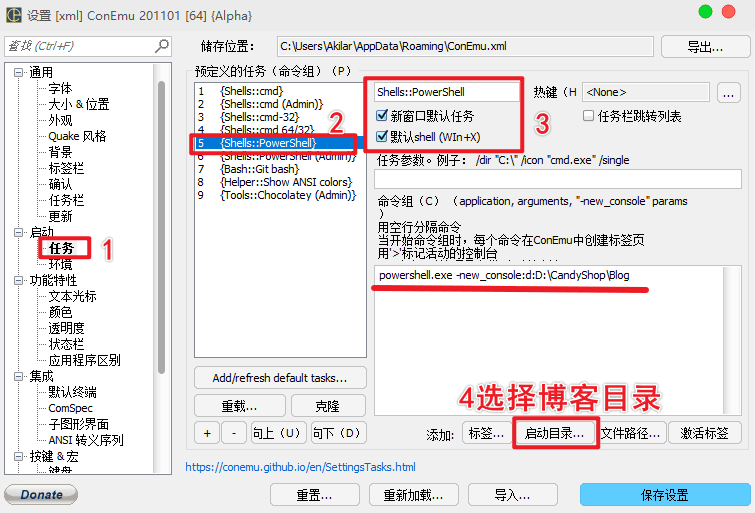 设置 [xml] ConEmu 201101 [64] {Alpha}
查找 (Ctrl+F)
储存位置：
C:\Users\Akilar\AppData\Roaming\ConEmu.xml
导出...
通用
字体
大小 & 位置
外观
Quake 风格
背景
标签栏
确认
任务栏
更新
启动
任务
环境
功能特性
文本光标
颜色
透明度
状态栏
应用程序区别
集成
默认终端
ComSpec
子图形界面
ANSI 转义序列
按键 & 宏
键盘
1
预定义的任务（命令组）（P）
1 {Shells::cmd}
2 {Shells::cmd (Admin)}
3 {Shells::cmd-32}
4 {Shells::cmd 64/32}
5 {Shells::PowerShell}
6 {Shells::PowerShell (Admin)}
7 {Bash::Git bash}
8 {Helper::Show ANSI colors}
9 {Tools::Chocolatey (Admin)}
2
Shells::PowerShell
新窗口默认任务
默认shell (WIn+X)
3
热键（H
<None>
...
任务栏跳转列表
任务参数。例子： /dir "C:\" /icon "cmd.exe" /single
命令组（C） (application, arguments, "-new_console" params
）
用空行分隔命令
当开始命令组时，每个命令在ConEmu中创建标签页
用'>'标记活动的控制台
powershell.exe -new_console:d:D:\CandyShop\Blog
4选择博客目录
Add/refresh default tasks...
重载...
克隆
+
-
向上（U）
向下（D）
添加:
标签...
启动目录...
文件路径...
激活标签
https://conemu.github.io/en/SettingsTasks.html
Donate
重置...
重新加载...
导入...
保存设置